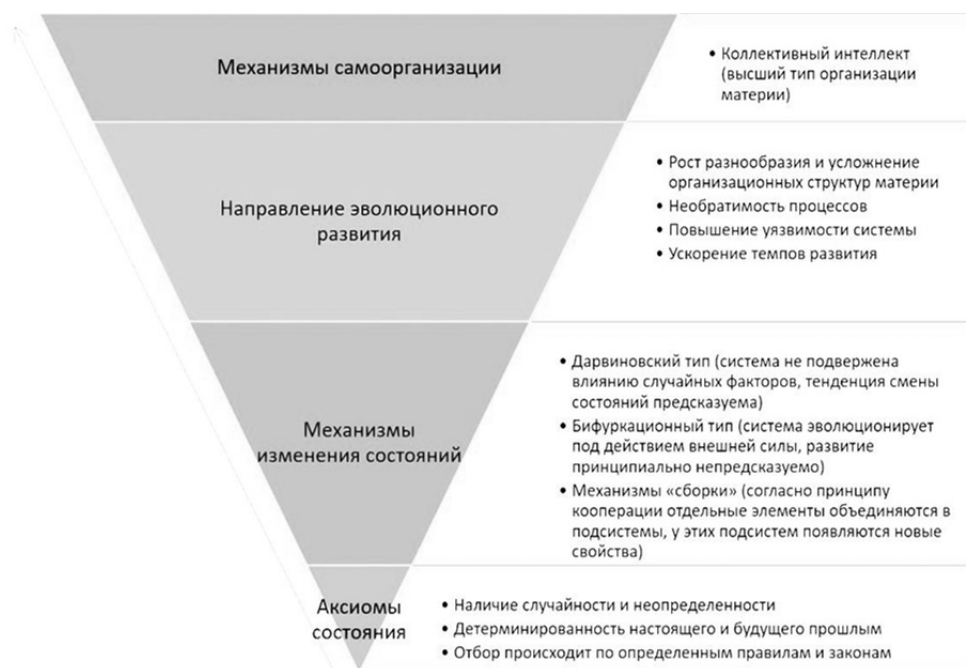 Механизмы самоорганизации
• Коллективный интеллект
(высший тип организации
материи)
Направление эволюционного
развития
• Рост разнообразия и усложнение
организационных структур материи
• Необратимость процессов
• Повышение уязвимости системы
• Ускорение темпов развития
Механизмы
изменения состояний
• Дарвиновский тип (система не подвержена
влиянию случайных факторов, тенденция смены
состояний предсказуема)
• Бифуркационный тип (система эволюционирует
под действием внешней силы, развитие
принципиально непредсказуемо)
• Механизмы «сборки» (согласно принципу
кооперации отдельные элементы объединяются в
подсистемы, у этих подсистем появляются новые
свойства)
Аксиомы
состояния
• Наличие случайности и неопределенности
• Детерминированность настоящего и будущего прошлым
• Отбор происходит по определенным правилам и законам